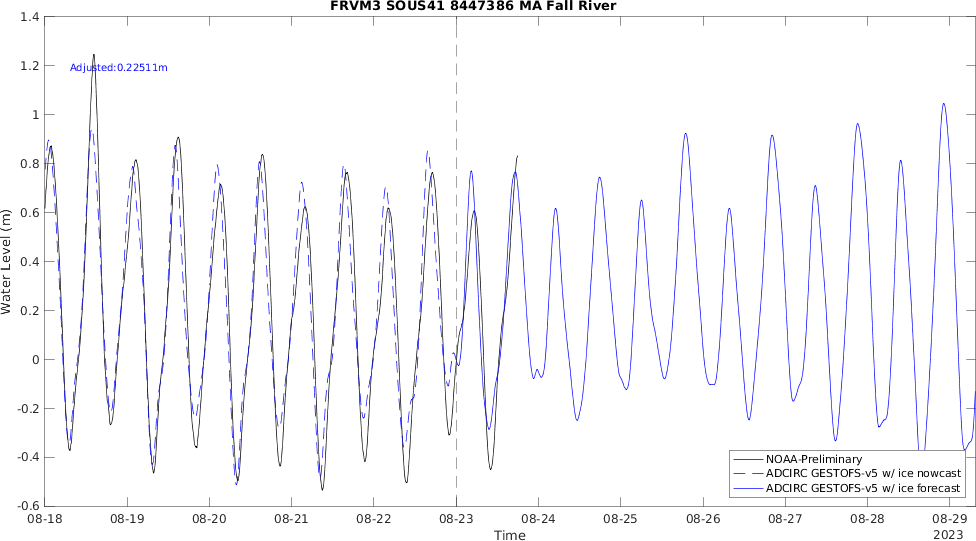 FRVM3 SOUS41 8447386 MA Fall River
1.4
1.2
1
0.8
0.6
0.4
0.2
0
-0.2
-0.4
-0.6
Water Level (m)
Adjusted:0.22511m
NOAA-Preliminary
ADCIRC GESTOFS-v5 w/ ice nowcast
ADCIRC GESTOFS-v5 w/ ice forecast
08-18 08-19 08-20 08-21 08-22 08-23 08-24 08-25 08-26 08-27 08-28 08-29
Time
2023